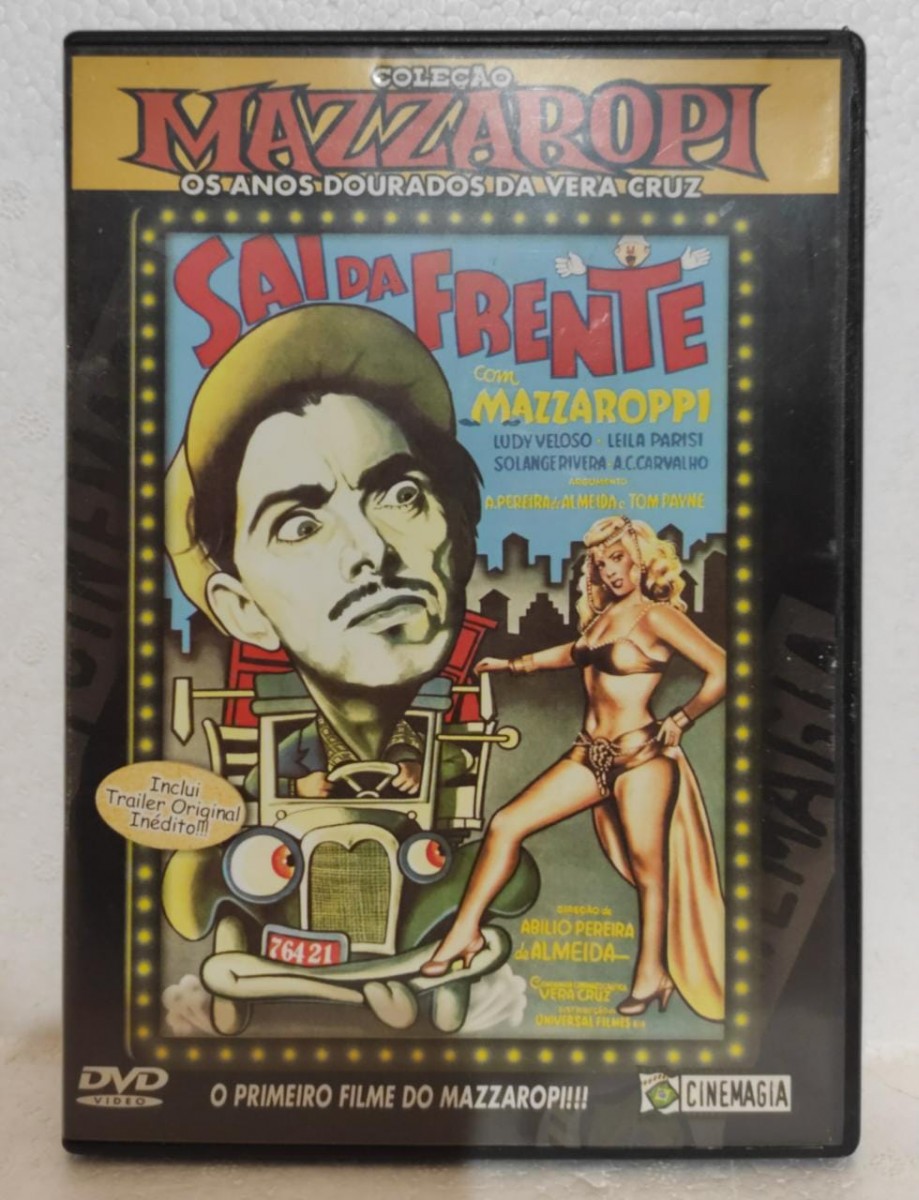 COLEÇÃO
MAZZAROPI
OS ANOS DOURADOS DA VERA CRUZ
SAI DA FRENTE
com
MAZZAROPPI
LUDY VELOSO · LEILA PARISI
SOLANGE RIVERA · A.C. CARVALHO
ARGUMENTO
A. PEREIRA de ALMEIDA e TOM PAYNE
Inclui
Trailer Original
Inédito!!!
76421
DIREÇÃO de
ABILIO PEREIRA
de ALMEIDA
VERA CRUZ
UNIVERSAL FILMES
DVD
VIDEO
O PRIMEIRO FILME DO MAZZAROPI!!!
CINEMAGIA